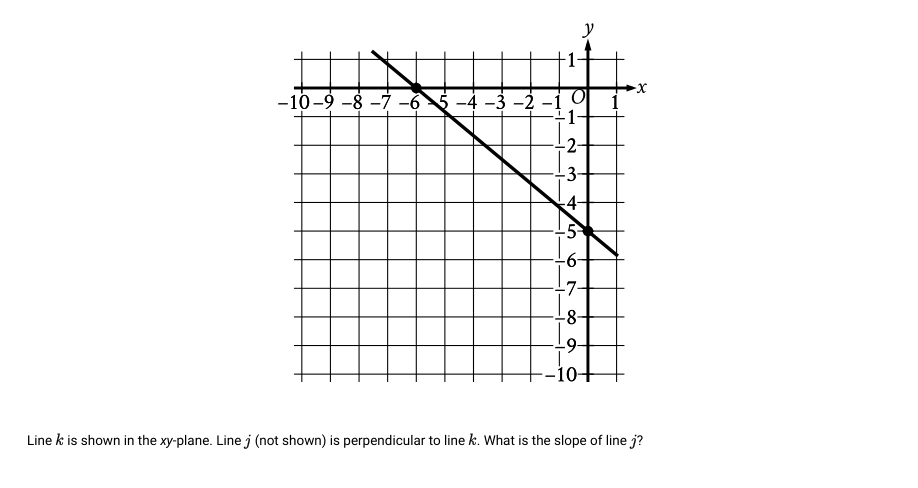 y
1
x
−10 −9 −8 −7 −6 −5 −4 −3 −2 −1 O 1
−1
−2
−3
−4
−5
−6
−7
−8
−9
−10
Line k is shown in the xy-plane. Line j (not shown) is perpendicular to line k. What is the slope of line j?